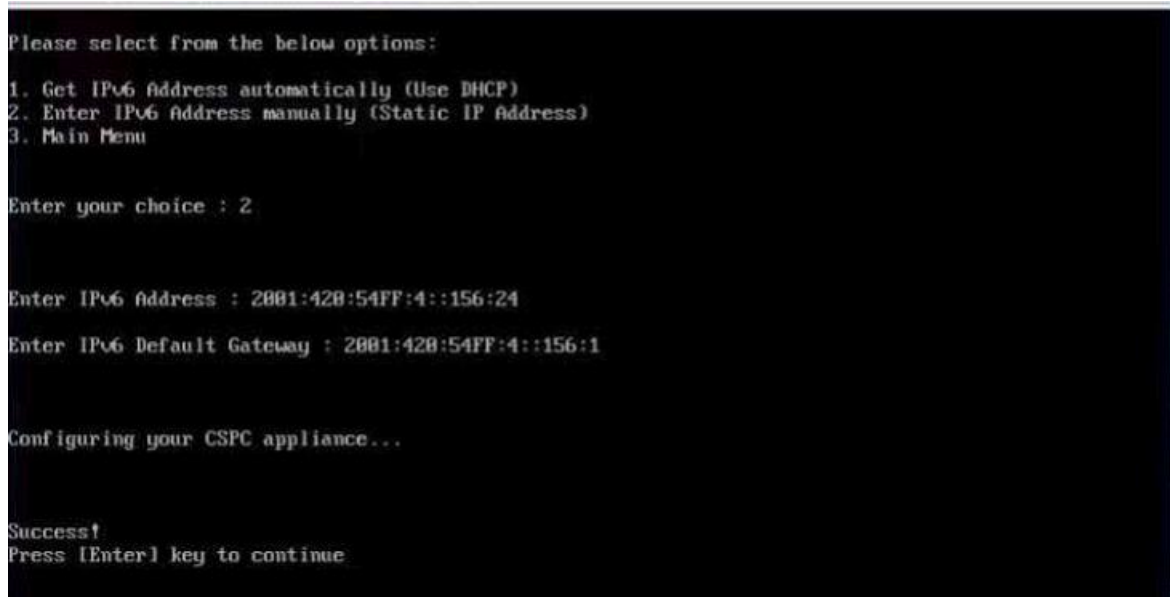 Please select from the below options:
1. Get IPv6 Address automatically (Use DHCP)
2. Enter IPv6 Address manually (Static IP Address)
3. Main Menu
Enter your choice : 2
Enter IPv6 Address : 2001:420:54FF:4::156:24
Enter IPv6 Default Gateway : 2001:420:54FF:4::156:1
Configuring your CSPC appliance...
Success!
Press [Enter] key to continue